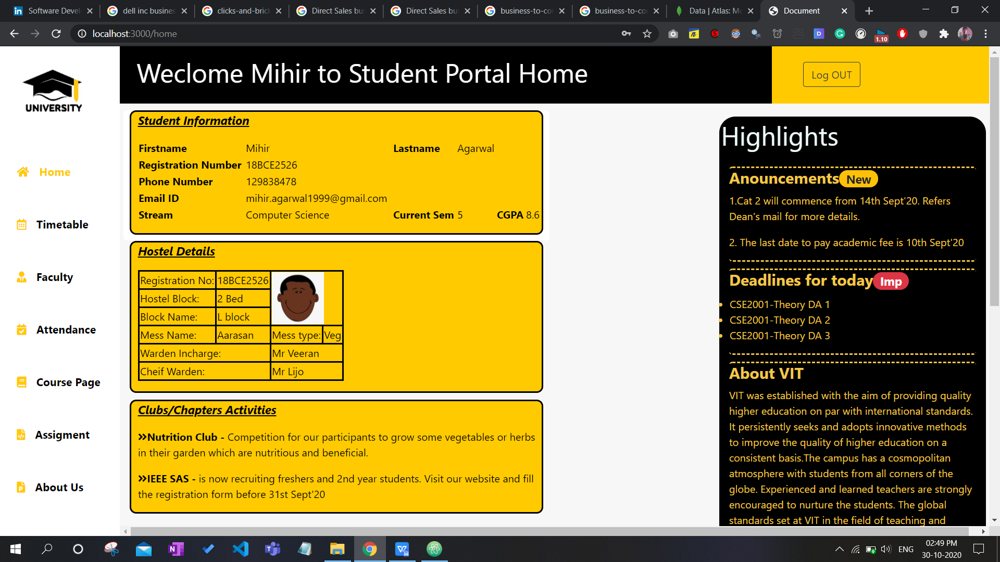 Software Devel
dell inc busines
clicks-and-brick
Direct Sales bu
Direct Sales bu
business-to-co
business-to-co
Data | Atlas: Mo
Document
localhost:3000/home
1.10
UNIVERSITY
Weclome Mihir to Student Portal Home
Log OUT
Home
Timetable
Faculty
Attendance
Course Page
Assigment
About Us
Student Information
Firstname Mihir Lastname Agarwal
Registration Number 18BCE2526
Phone Number 129838478
Email ID mihir.agarwal1999@gmail.com
Stream Computer Science Current Sem 5 CGPA 8.6
Hostel Details
Registration No: 18BCE2526
Hostel Block: 2 Bed
Block Name: L block
Mess Name: Aarasan Mess type: Veg
Warden Incharge: Mr Veeran
Cheif Warden: Mr Lijo
Clubs/Chapters Activities
Nutrition Club - Competition for our participants to grow some vegetables or herbs
in their garden which are nutritious and beneficial.
IEEE SAS - is now recruiting freshers and 2nd year students. Visit our website and fill
the registration form before 31st Sept'20
Highlights
Anouncements New
1.Cat 2 will commence from 14th Sept'20. Refers
Dean's mail for more details.
2. The last date to pay academic fee is 10th Sept'20
Deadlines for today Imp
CSE2001-Theory DA 1
CSE2001-Theory DA 2
CSE2001-Theory DA 3
About VIT
VIT was established with the aim of providing quality
higher education on par with international standards.
It persistently seeks and adopts innovative methods
to improve the quality of higher education on a
consistent basis.The campus has a cosmopolitan
atmosphere with students from all corners of the
globe. Experienced and learned teachers are strongly
encouraged to nurture the students. The global
standards set at VIT in the field of teaching and
ENG
02:49 PM
30-10-2020